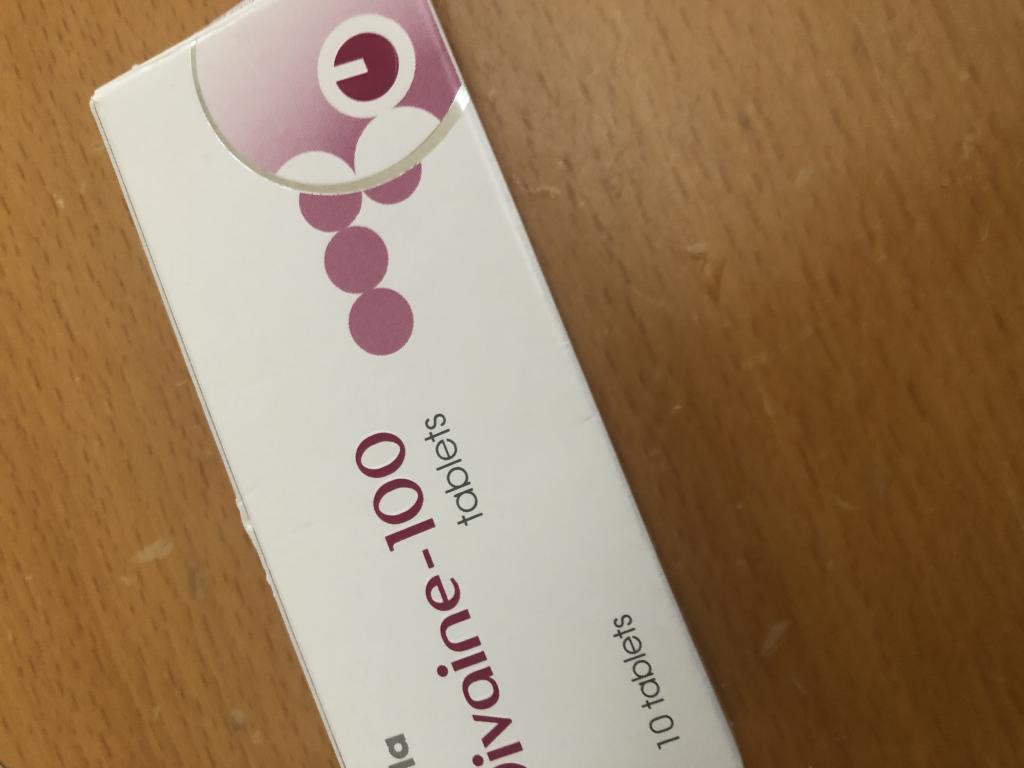 la
ivaine-100
tablets
10 tablets